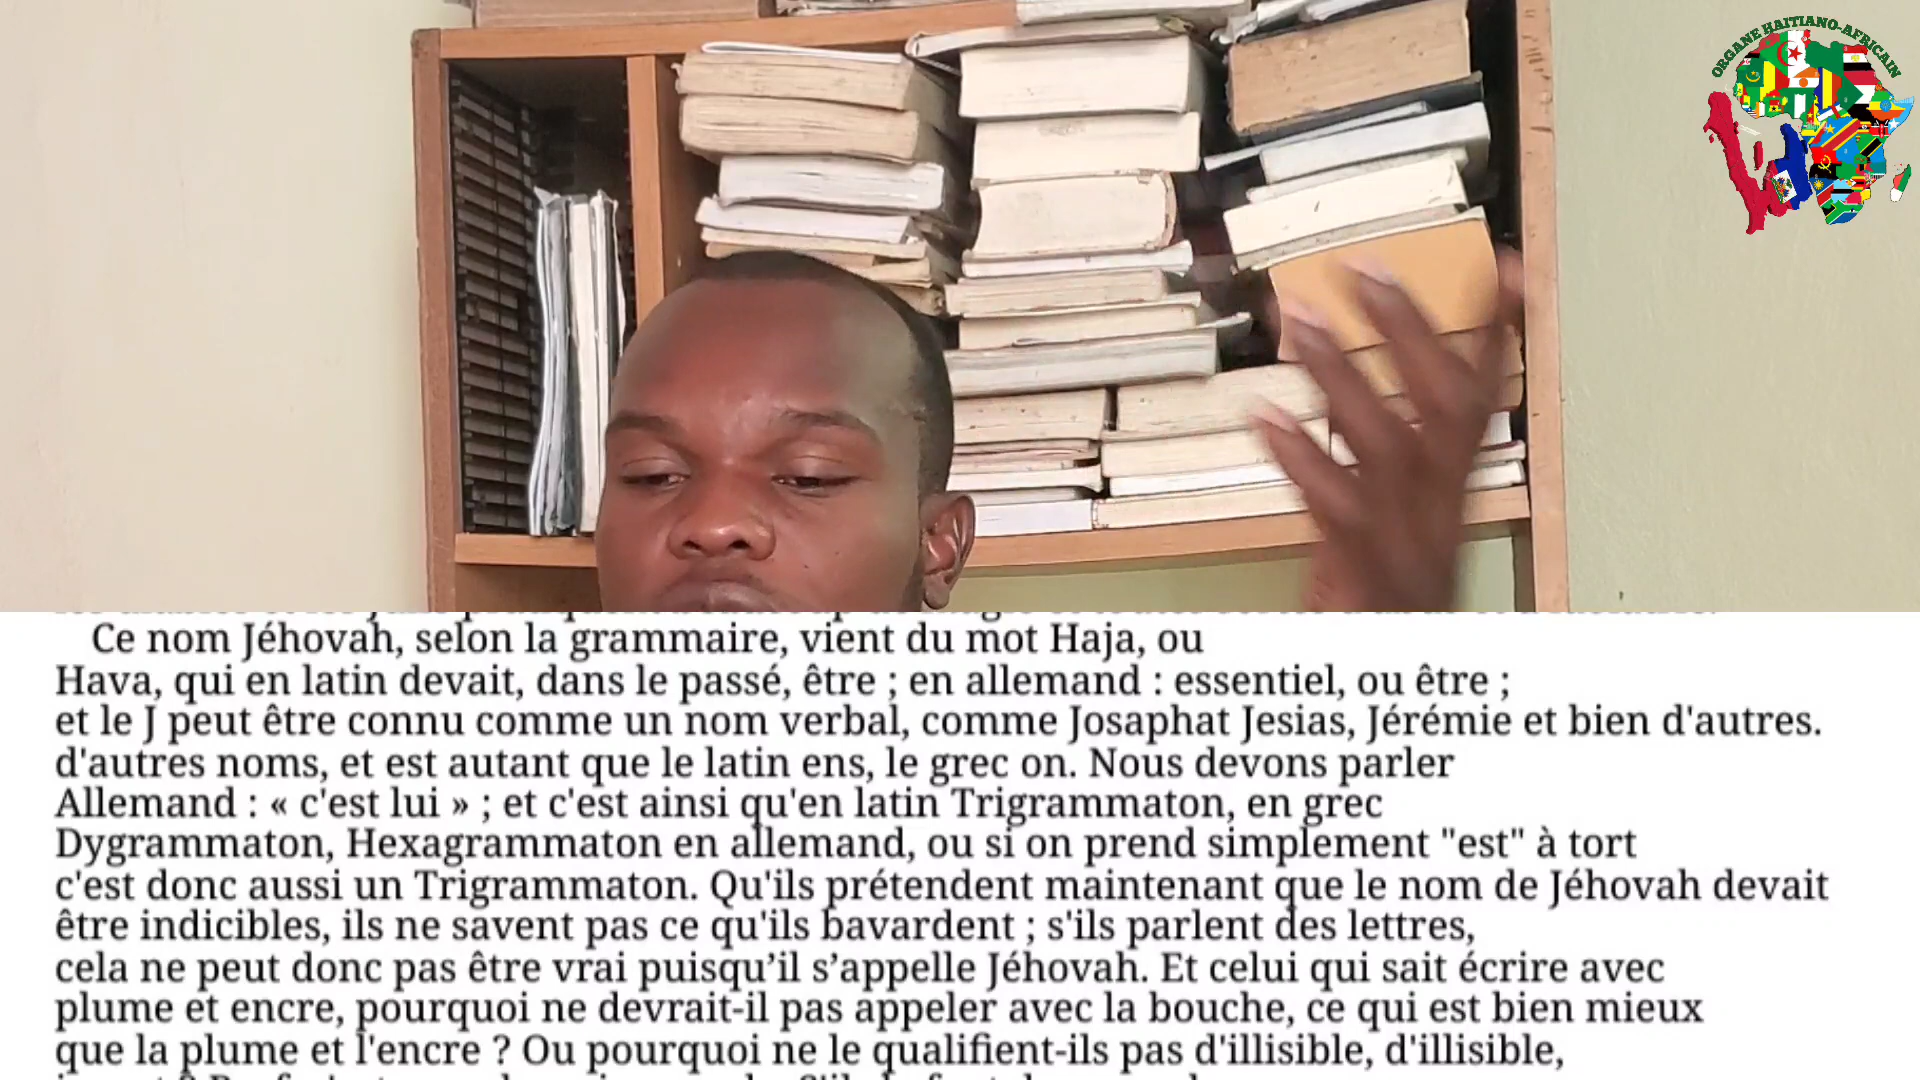 ORGANE HAITIANO-AFRICAIN
Ce nom Jéhovah, selon la grammaire, vient du mot Haja, ou
Hava, qui en latin devait, dans le passé, être ; en allemand : essentiel, ou être ;
et le J peut être connu comme un nom verbal, comme Josaphat Jesias, Jérémie et bien d'autres.
d'autres noms, et est autant que le latin ens, le grec on. Nous devons parler
Allemand : « c'est lui » ; et c'est ainsi qu'en latin Trigrammaton, en grec
Dygrammaton, Hexagrammaton en allemand, ou si on prend simplement "est" à tort
c'est donc aussi un Trigrammaton. Qu'ils prétendent maintenant que le nom de Jéhovah devait
être indicibles, ils ne savent pas ce qu'ils bavardent ; s'ils parlent des lettres,
cela ne peut donc pas être vrai puisqu’il s’appelle Jéhovah. Et celui qui sait écrire avec
plume et encre, pourquoi ne devrait-il pas appeler avec la bouche, ce qui est bien mieux
que la plume et l'encre ? Ou pourquoi ne le qualifient-ils pas d'illisible, d'illisible,